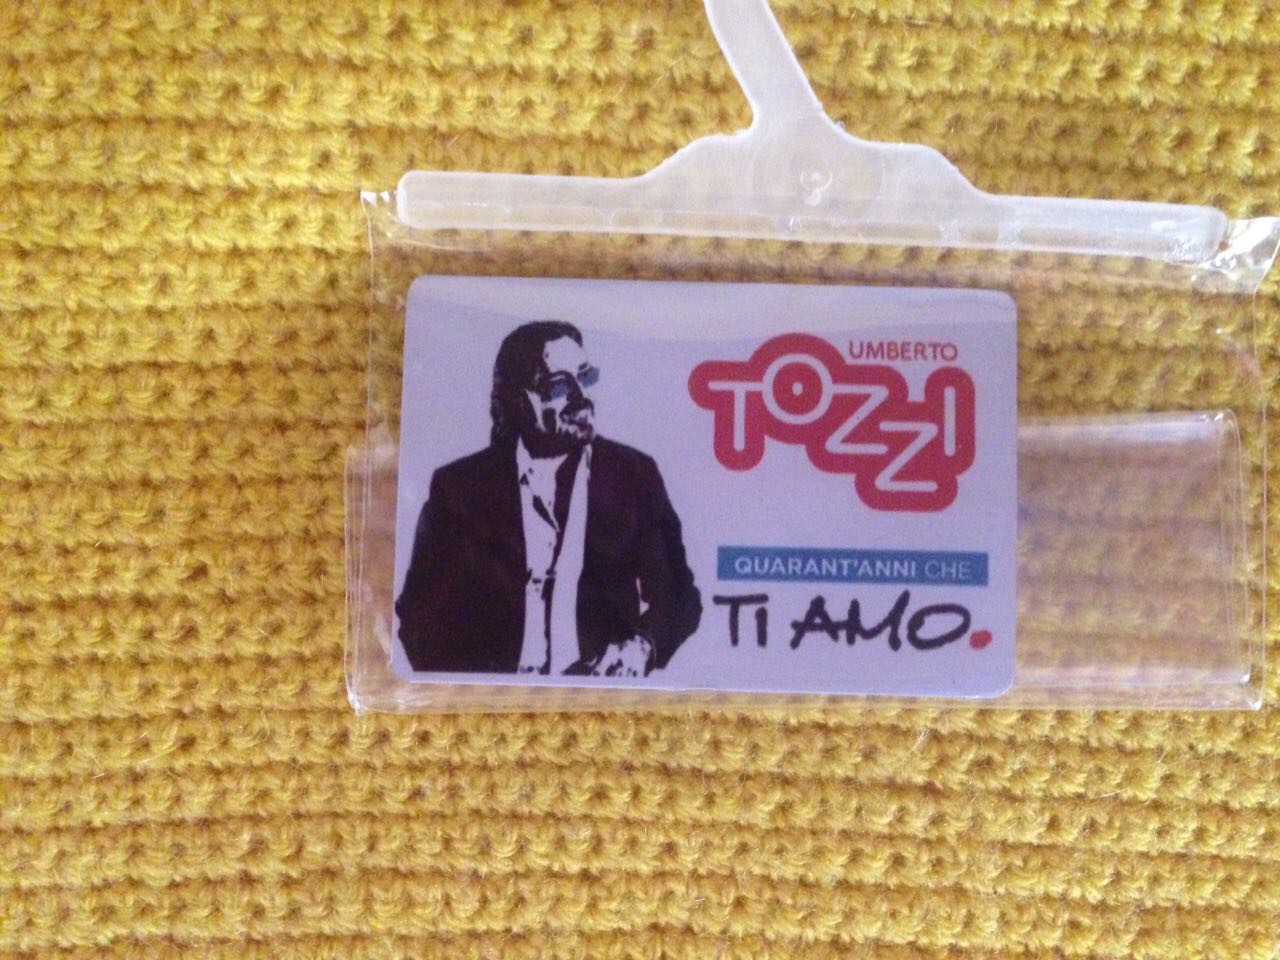 UMBERTO
TOZZI
QUARANT'ANNI CHE
TI AMO.